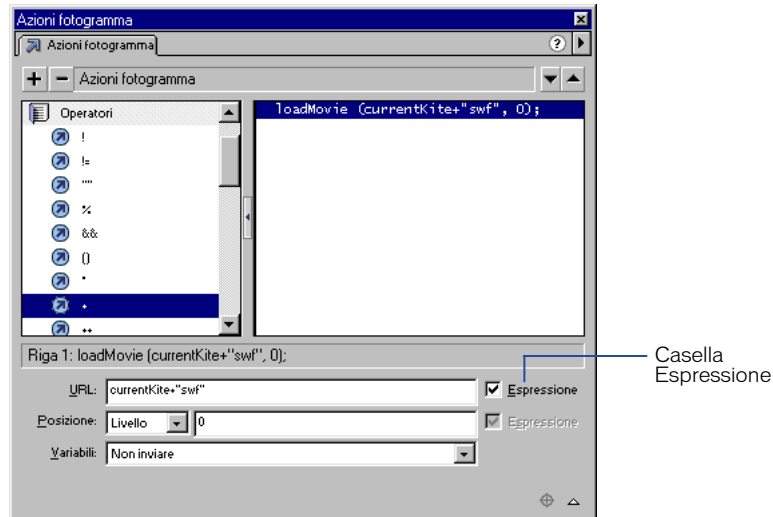 Azioni fotogramma
Azioni fotogramma
?
+ − Azioni fotogramma
Operatori
!
!=
""
%
&&
()
*
+
++
loadMovie (currentKite+"swf", 0);
Riga 1: loadMovie (currentKite+"swf", 0);
URL: currentKite+"swf" Espressione
Posizione: Livello 0 Espressione
Variabili: Non inviare
Casella
Espressione